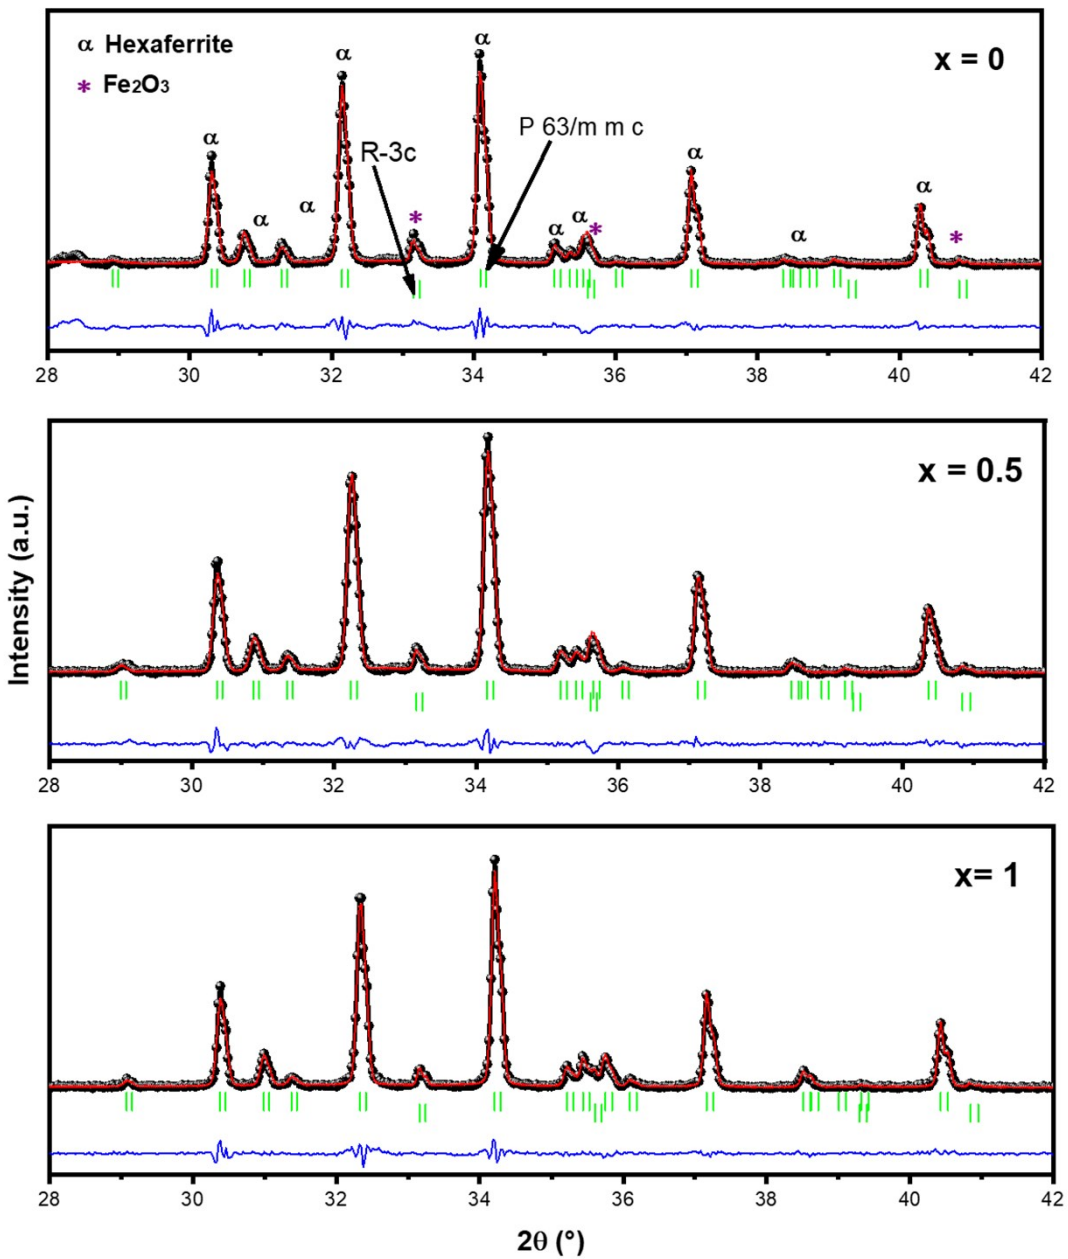 α Hexaferrite
* Fe2O3
x = 0
α
α
α
α
α
R-3c
*
P 63/m m c
α
α
*
α
α
α
*
28 30 32 34 36 38 40 42
x = 0.5
28 30 32 34 36 38 40 42
x= 1
28 30 32 34 36 38 40 42
Intensity (a.u.)
2θ (°)